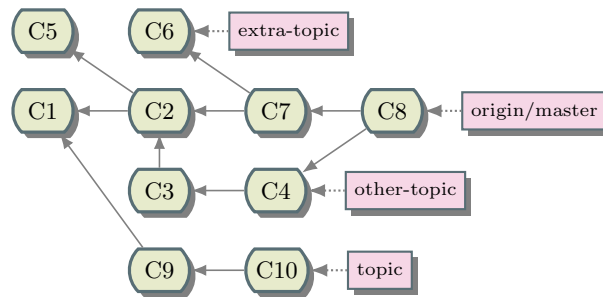 C5 C6 extra-topic
C1 C2 C7 C8 origin/master
C3 C4 other-topic
C9 C10 topic